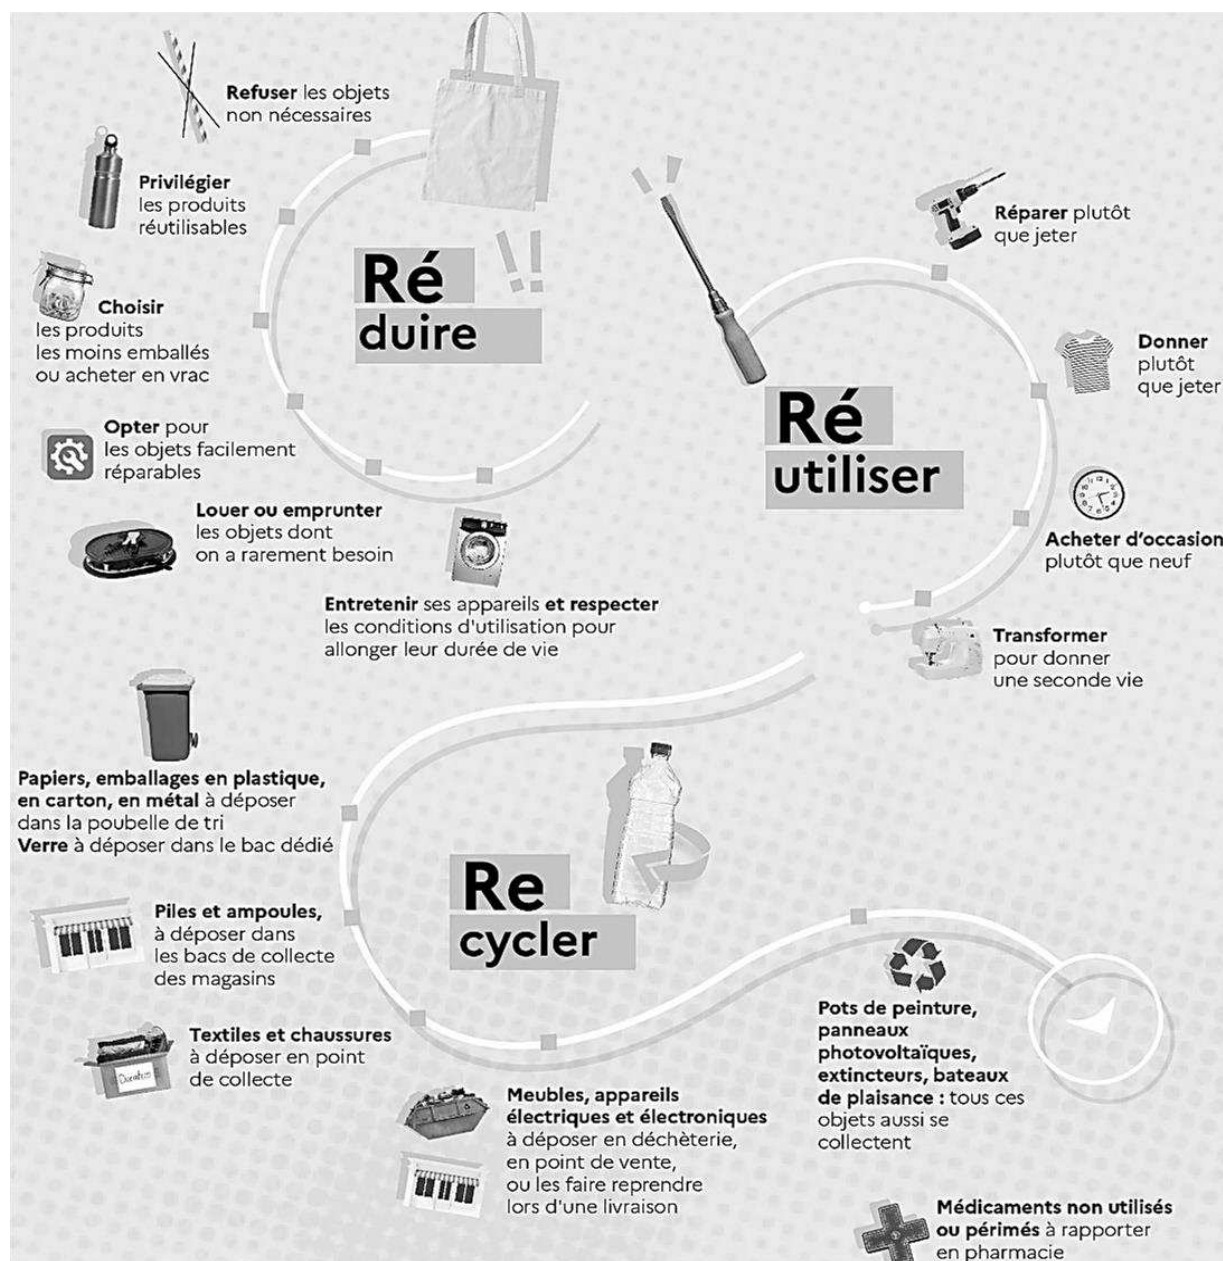 Refuser les objets
non nécessaires
Privilégier
les produits
réutilisables
Choisir
les produits
les moins emballés
ou acheter en vrac
Opter pour
les objets facilement
réparables
Louer ou emprunter
les objets dont
on a rarement besoin
Entretenir ses appareils et respecter
les conditions d'utilisation pour
allonger leur durée de vie
Ré
duire
Réparer plutôt
que jeter
Donner
plutôt
que jeter
Ré
utiliser
Acheter d'occasion
plutôt que neuf
Transformer
pour donner
une seconde vie
Papiers, emballages en plastique,
en carton, en métal à déposer
dans la poubelle de tri
Verre à déposer dans le bac dédié
Re
cycler
Piles et ampoules,
à déposer dans
les bacs de collecte
des magasins
Textiles et chaussures
à déposer en point
de collecte
Meubles, appareils
électriques et électroniques
à déposer en déchèterie,
en point de vente,
ou les faire reprendre
lors d'une livraison
Pots de peinture,
panneaux
photovoltaïques,
extincteurs, bateaux
de plaisance : tous ces
objets aussi se
collectent
Médicaments non utilisés
ou périmés à rapporter
en pharmacie